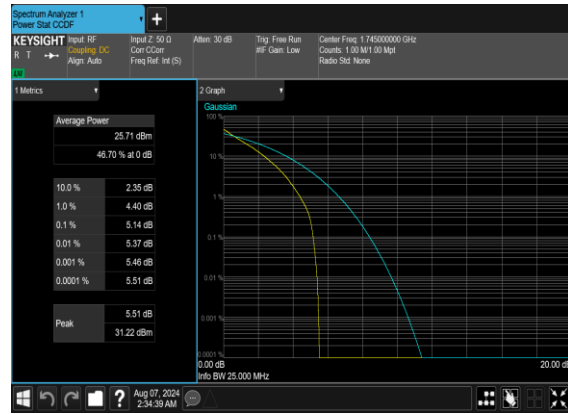 Spectrum Analyzer 1
Power Stat CCDF
KEYSIGHT
R T
LW
Input: RF
Coupling: DC
Align: Auto
Input Z: 50 Ω
Corr CCorr
Freq Ref: Int (S)
Atten: 30 dB
Trig: Free Run
#IF Gain: Low
Center Freq: 1.745000000 GHz
Counts: 1.00 M/1.00 Mpt
Radio Std: None
1 Metrics
Average Power
25.71 dBm
46.70 % at 0 dB
10.0 % 2.35 dB
1.0 % 4.40 dB
0.1 % 5.14 dB
0.01 % 5.37 dB
0.001 % 5.46 dB
0.0001 % 5.51 dB
Peak
5.51 dB
31.22 dBm
2 Graph
Gaussian
100 %
10 %
1 %
0.1 %
0.01 %
0.001 %
0.0001 %
0.00 dB
20.00 dB
Info BW 25.000 MHz
Aug 07, 2024
2:34:39 AM